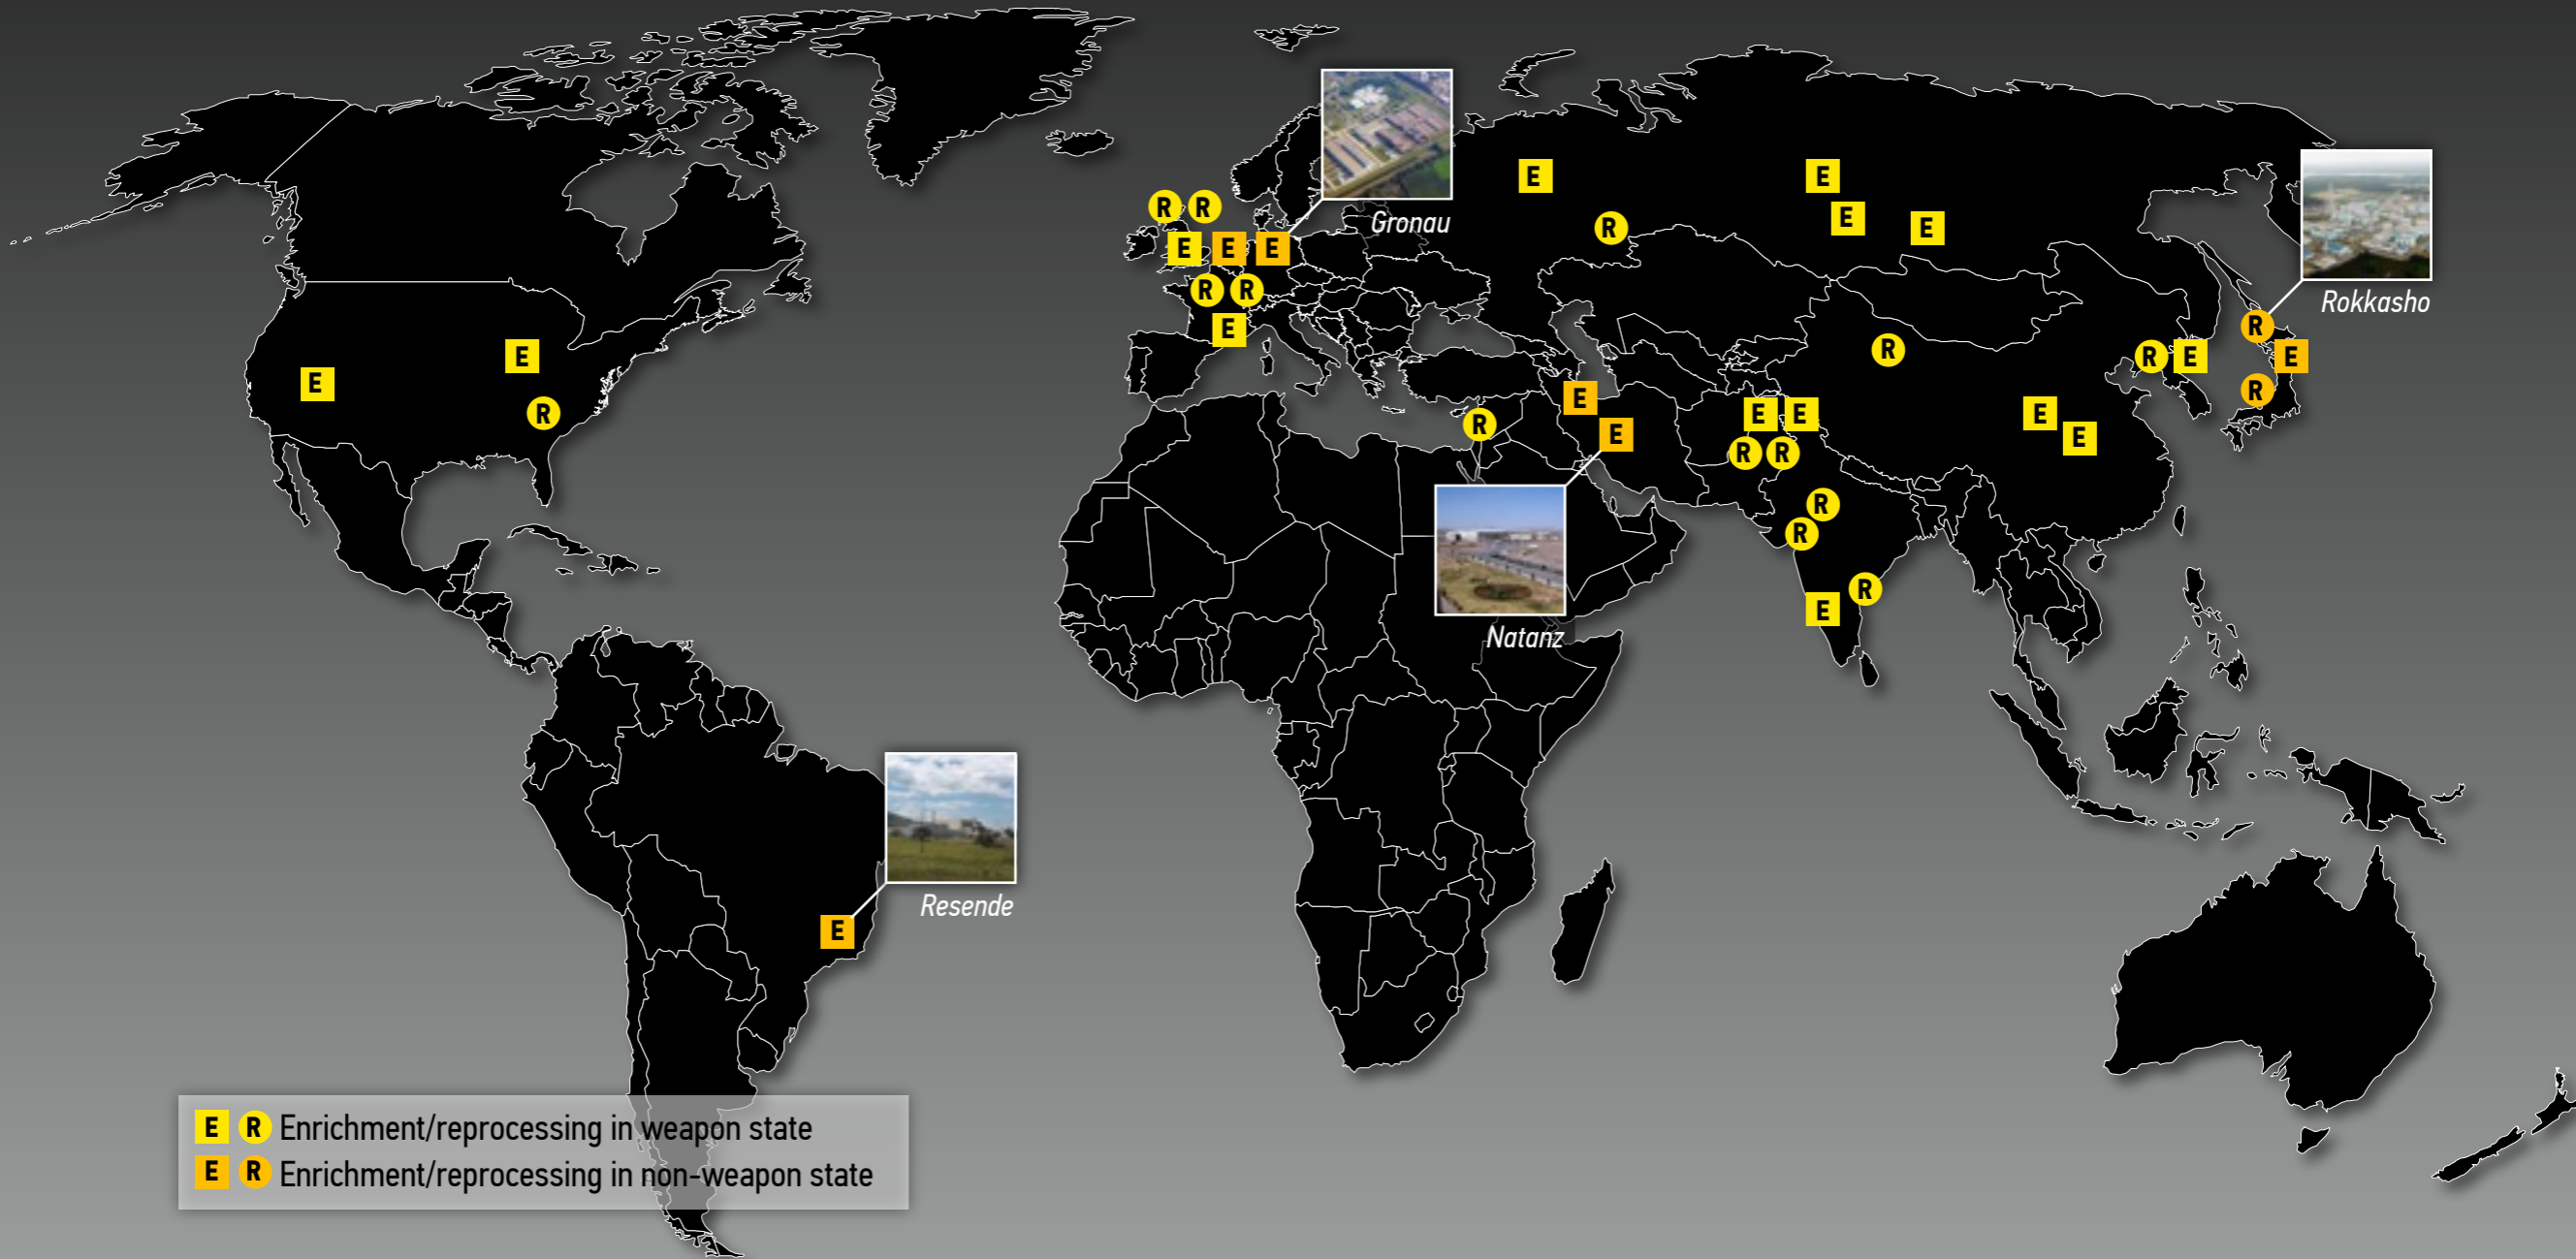 E
E
R
R R
E E E
Gronau
R R
E
E
R
E
E
E
R
Rokkasho
R
E
R
R E
R
E
E
R
E
E
Natanz
E E
R R
R
R
R
E
E
E
Resende
E
E R Enrichment/reprocessing in weapon state
E R Enrichment/reprocessing in non-weapon state